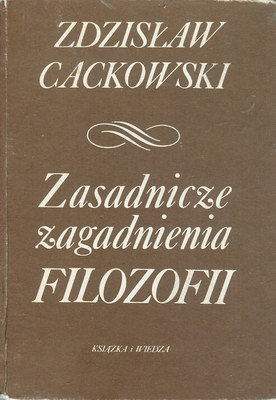 ZDZISŁAW
CACKOWSKI
Zasadnicze
zagadnienia
FILOZOFII
KSIĄŻKA i WIEDZA